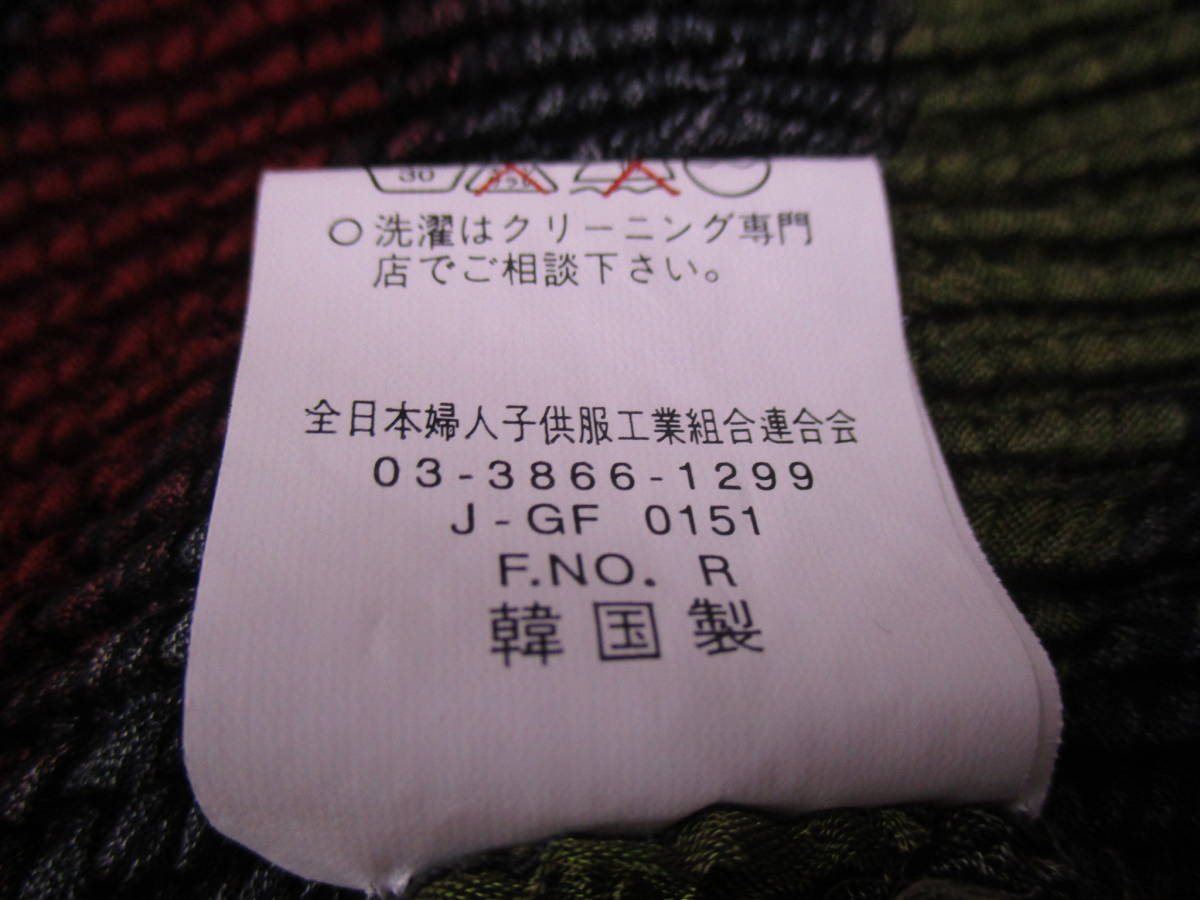 30
○洗濯はクリーニング専門
店でご相談下さい。
全日本婦人子供服工業組合連合会
03-3866-1299
J-GF 0151
F.NO. R
韓国製